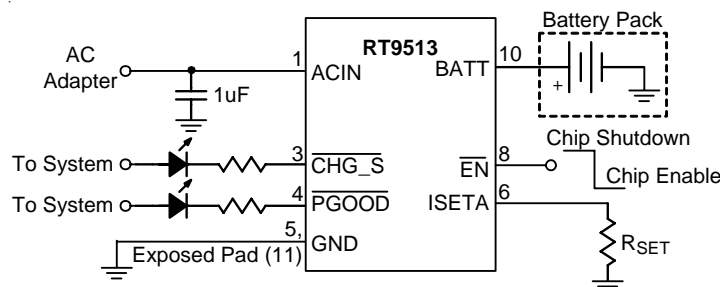 Battery Pack
RT9513
AC
Adapter
1
ACIN
BATT
10
+
1uF
Chip Shutdown
To System
3
CHG_S
EN
8
Chip Enable
To System
4
PGOOD
ISETA
6
5,
GND
Exposed Pad (11)
RSET